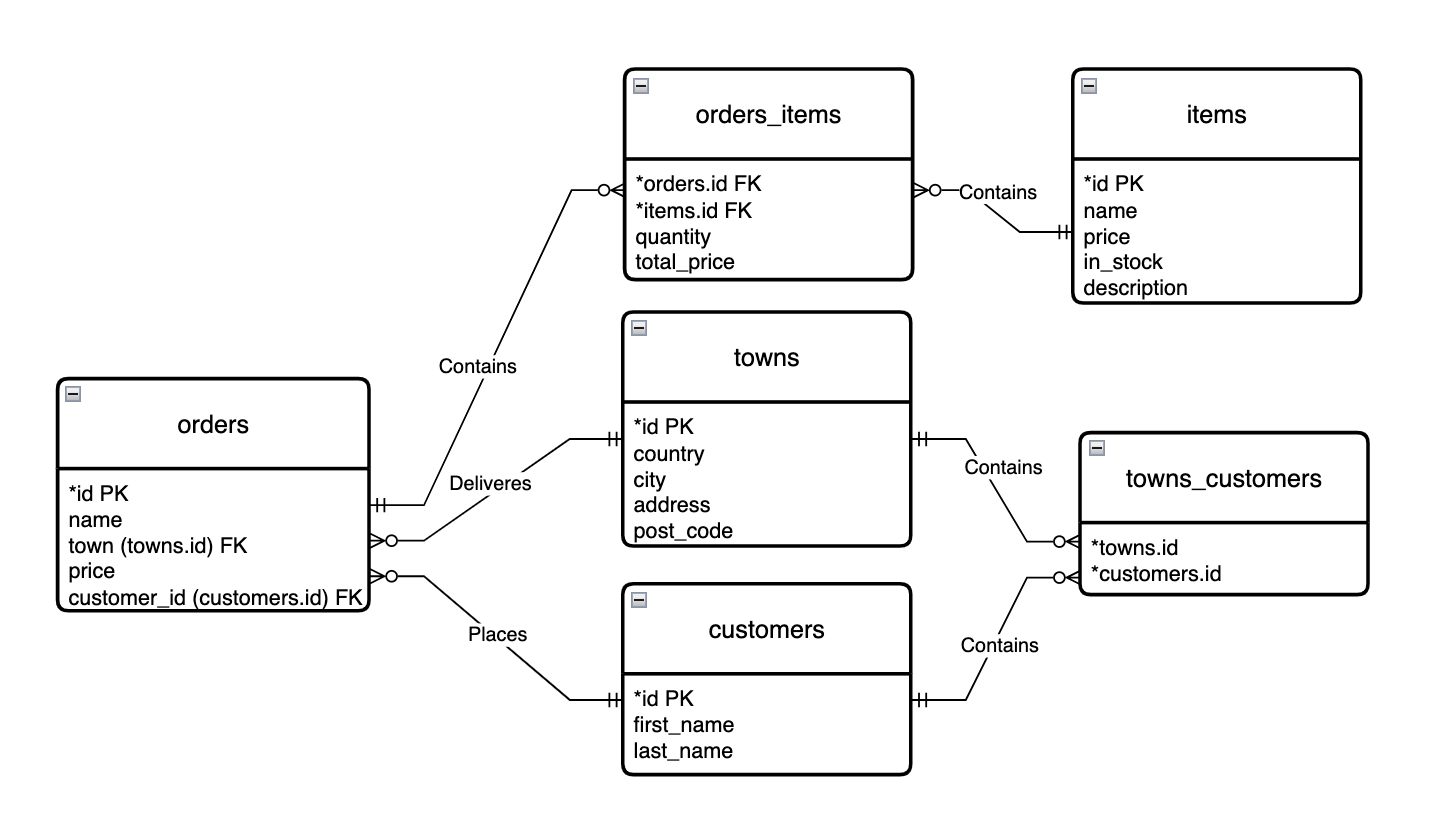 orders_items
*orders.id FK
*items.id FK
quantity
total_price
items
*id PK
name
price
in_stock
description
Contains
Contains
towns
*id PK
country
city
address
post_code
orders
*id PK
name
town (towns.id) FK
price
customer_id (customers.id) FK
Deliveres
Contains
towns_customers
*towns.id
*customers.id
customers
*id PK
first_name
last_name
Places
Contains